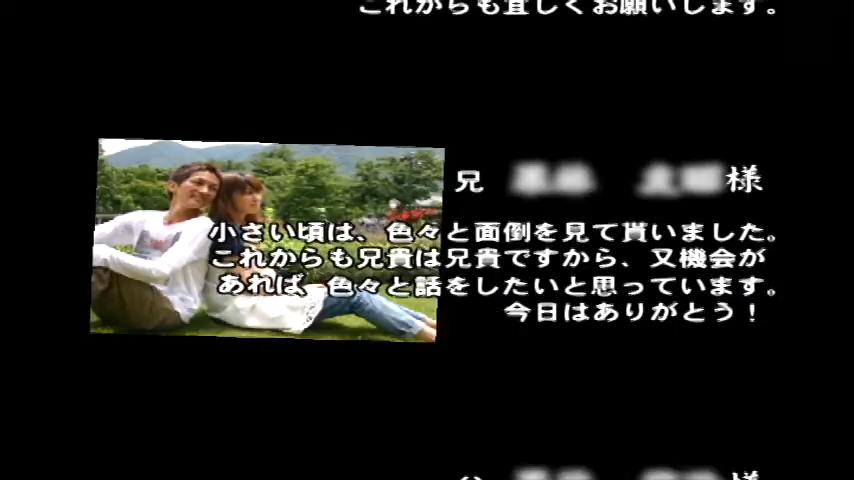 これからも宜しくお願いします。
兄 様
小さい頃は、色々と面倒を見て貰いました。
これからも兄貴は兄貴ですから、又機会が
あれば、色々と話をしたいと思っています。
今日はありがとう！
様